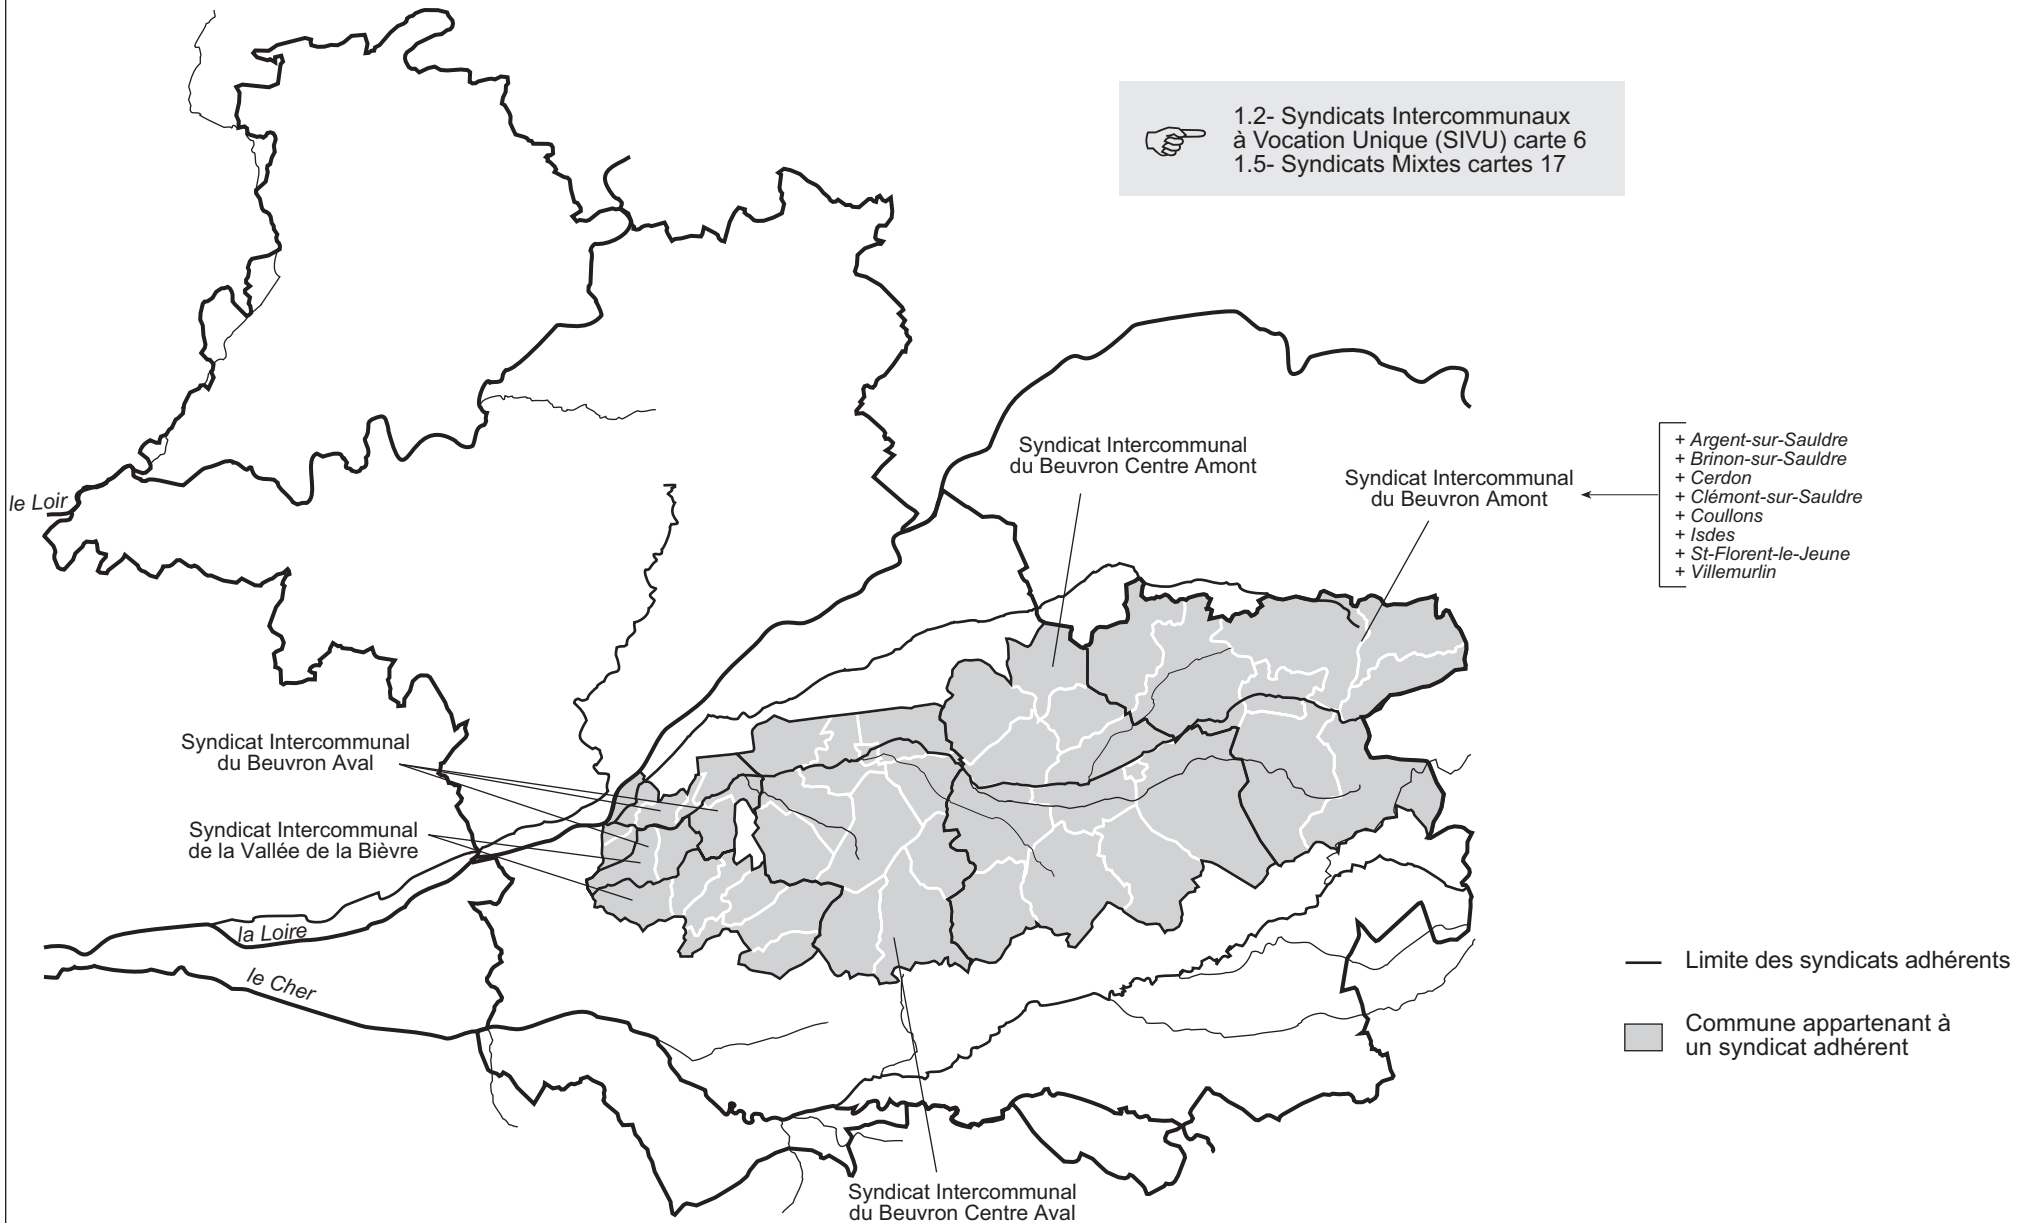 1.2- Syndicats Intercommunaux
à Vocation Unique (SIVU) carte 6
1.5- Syndicats Mixtes cartes 17
Syndicat Intercommunal
du Beuvron Centre Amont
Syndicat Intercommunal
du Beuvron Amont
+ Argent-sur-Sauldre
+ Brinon-sur-Sauldre
+ Cerdon
+ Clémont-sur-Sauldre
+ Coullons
+ Isdes
+ St-Florent-le-Jeune
+ Villemurlin
le Loir
Syndicat Intercommunal
du Beuvron Aval
Syndicat Intercommunal
de la Vallée de la Bièvre
la Loire
le Cher
Limite des syndicats adhérents
Commune appartenant à
un syndicat adhérent
Syndicat Intercommunal
du Beuvron Centre Aval